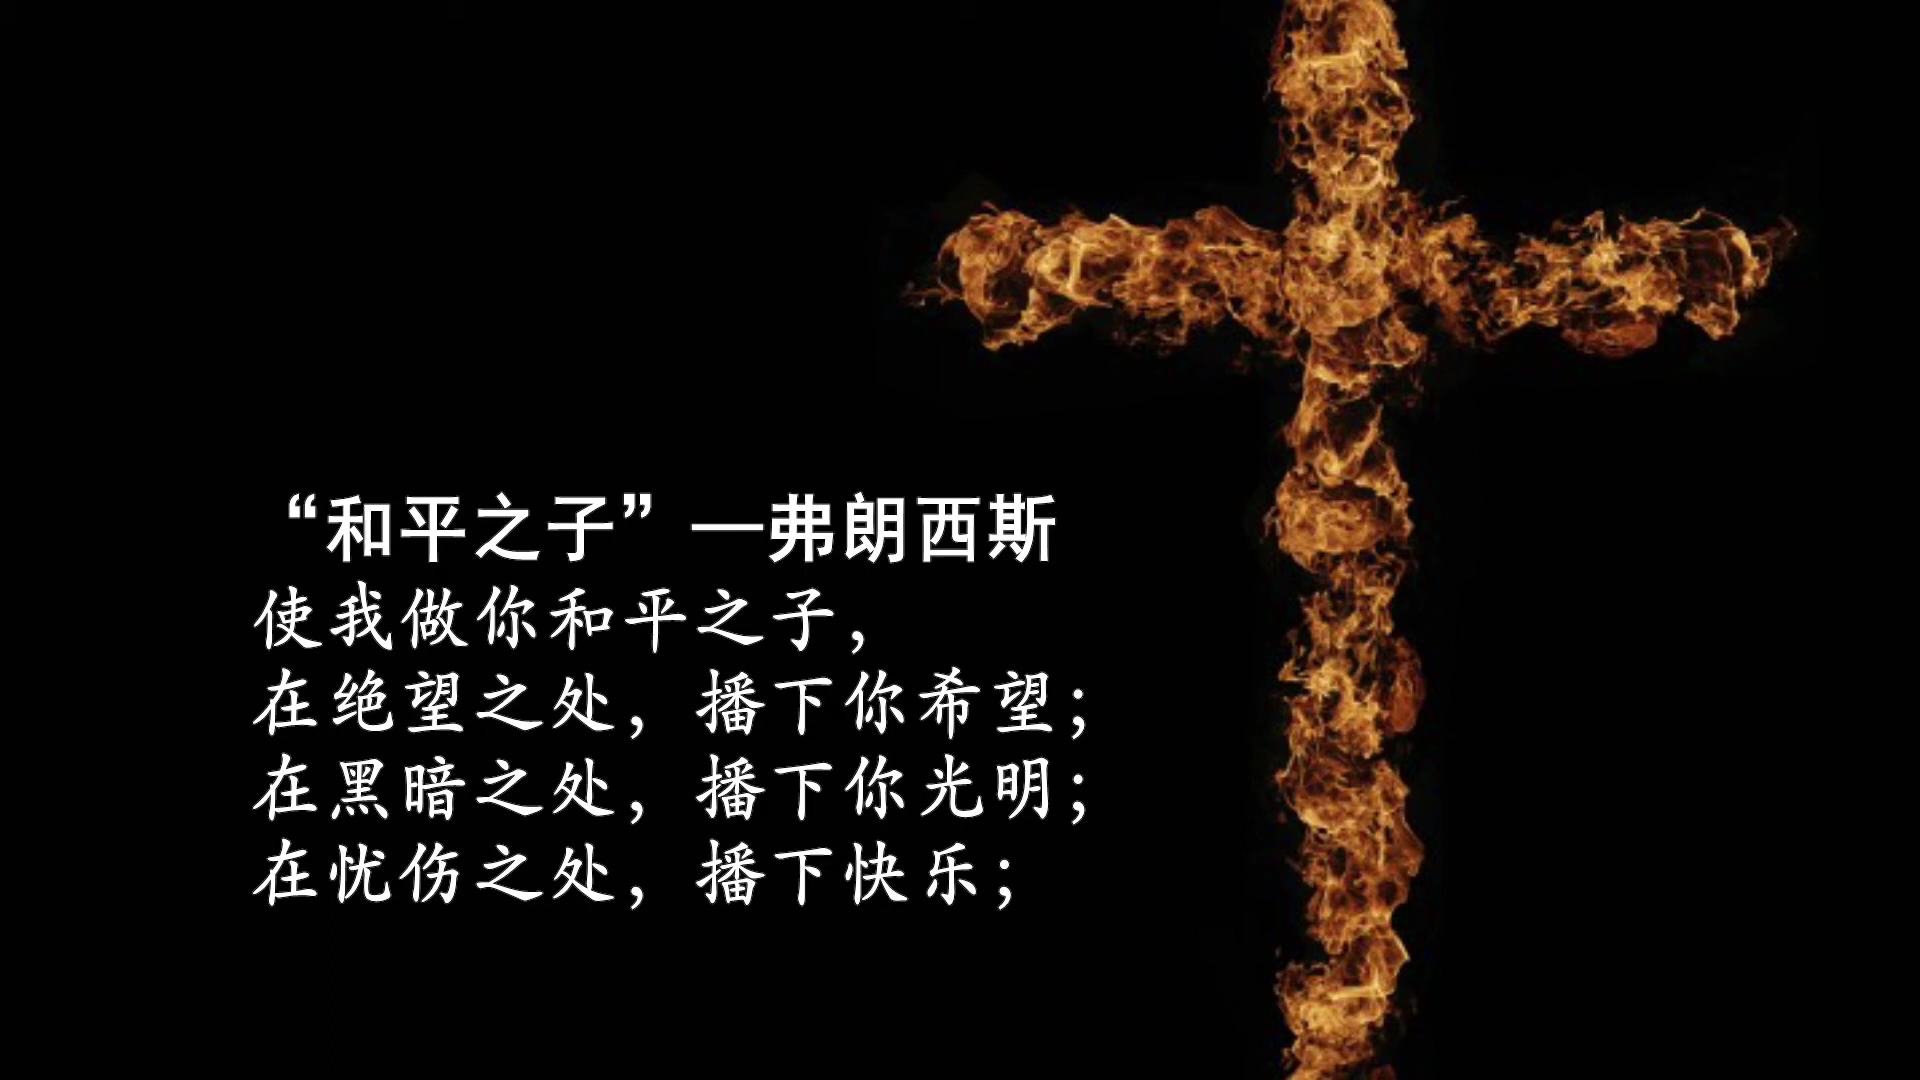 “和平之子”—弗朗西斯
使我做你和平之子，
在绝望之处，播下你希望；
在黑暗之处，播下你光明；
在忧伤之处，播下快乐；